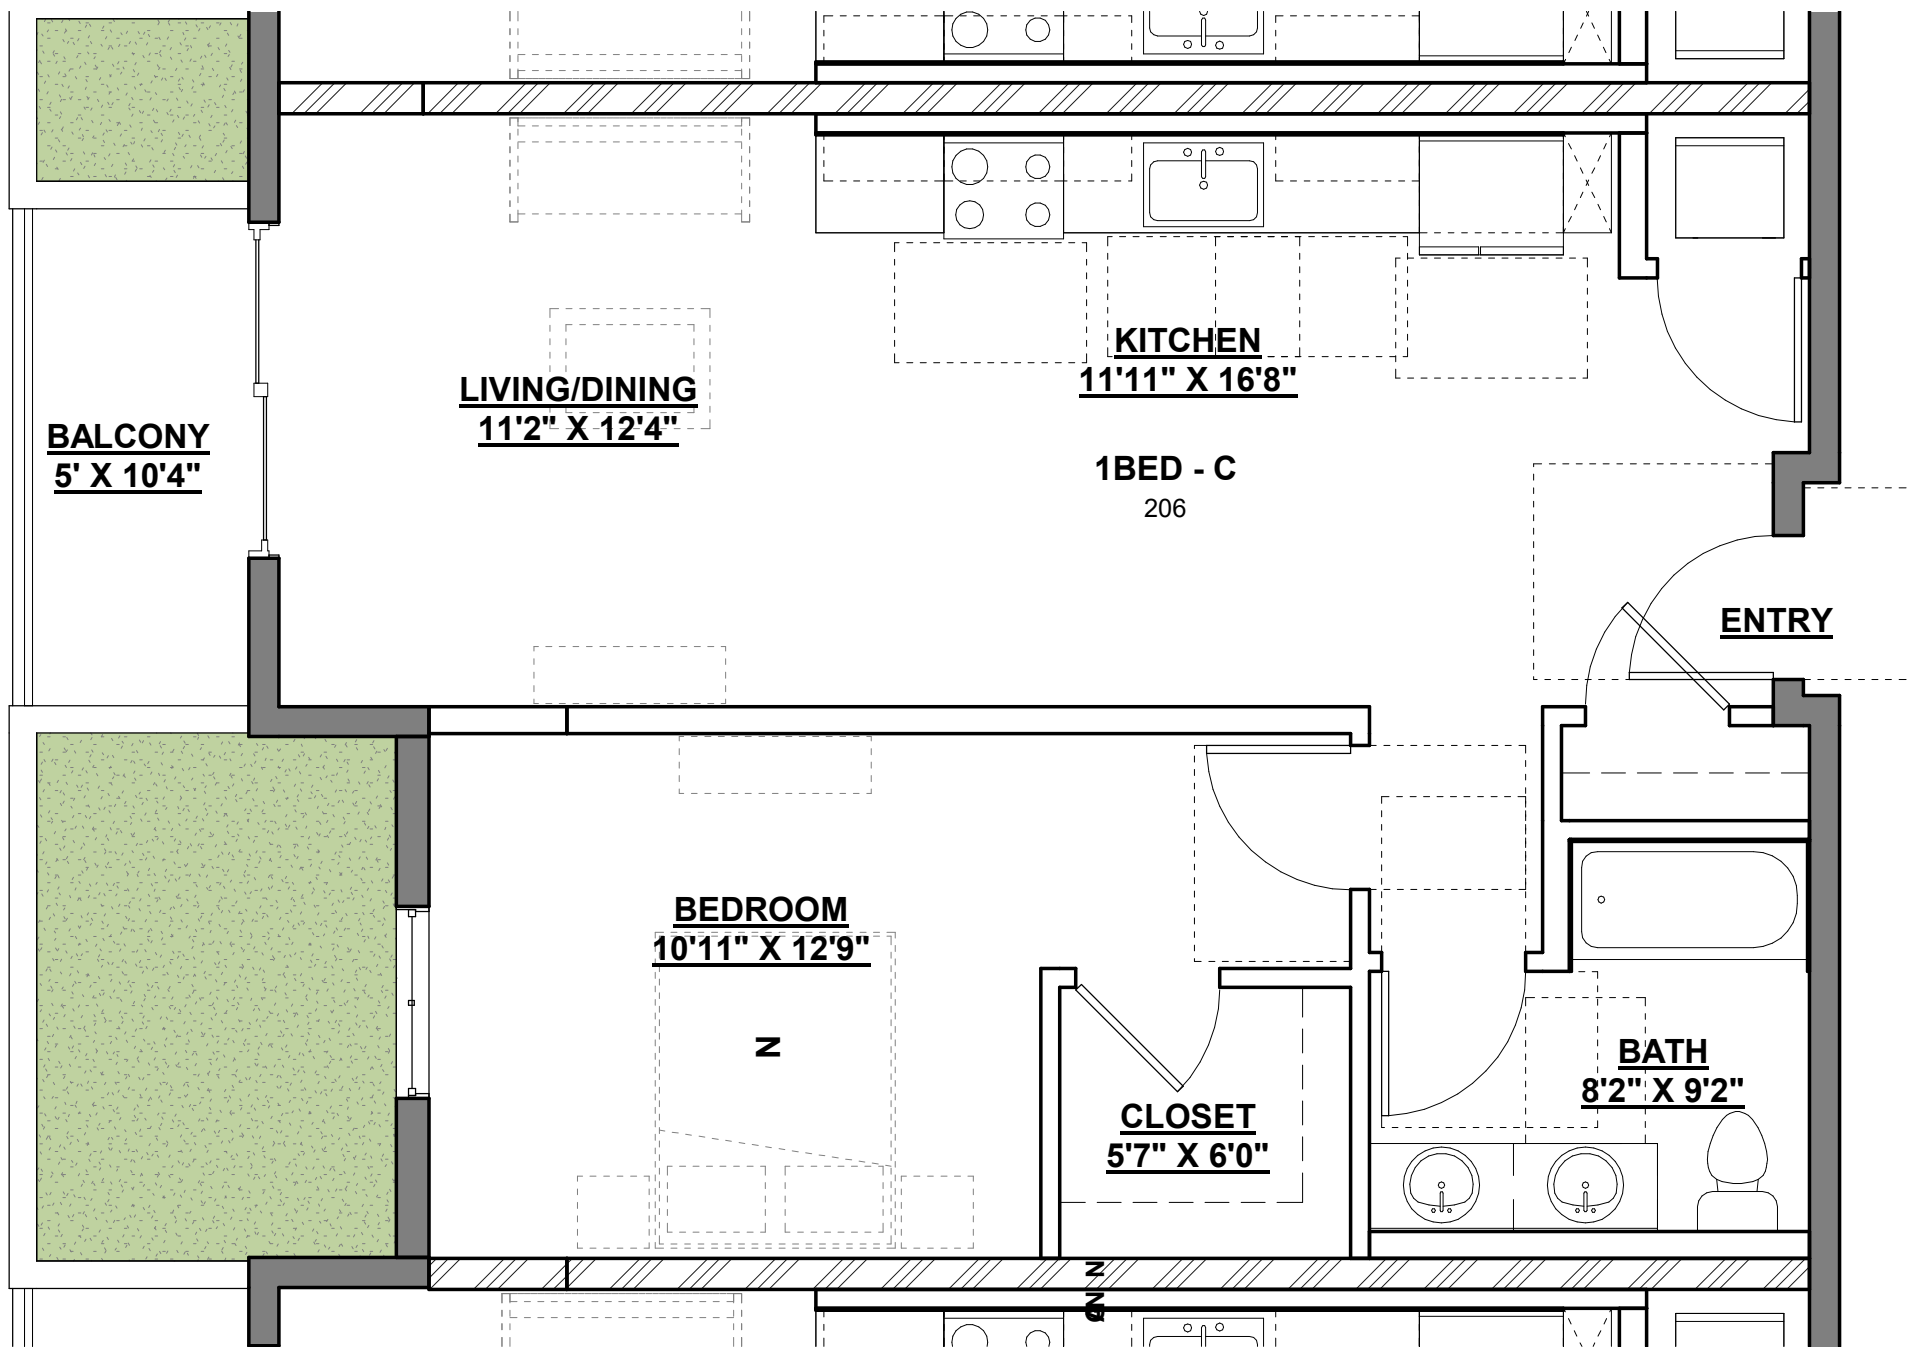 LIVING/DINING
11'2" X 12'4"
KITCHEN
11'11" X 16'8"
BALCONY
5' X 10'4"
1BED - C
206
ENTRY
BEDROOM
10'11" X 12'9"
N
CLOSET
5'7" X 6'0"
BATH
8'2" X 9'2"
N